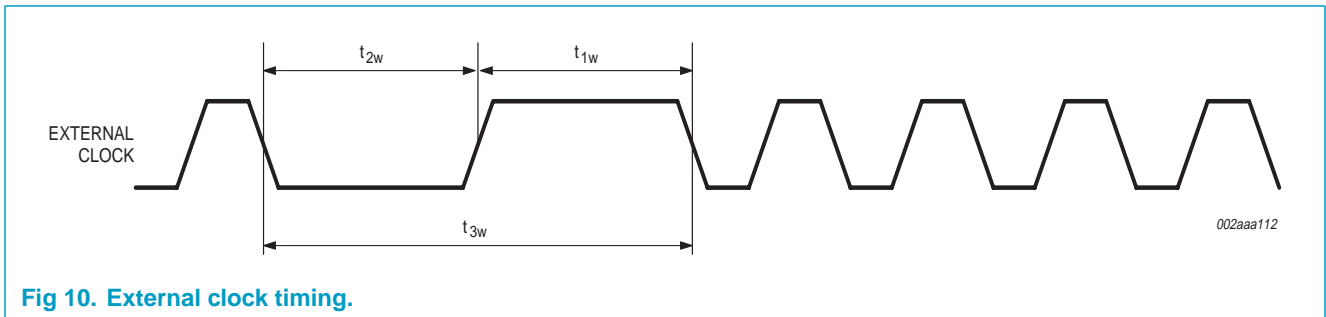 t2w
t1w
EXTERNAL
CLOCK
t3w
002aaa112
Fig 10. External clock timing.